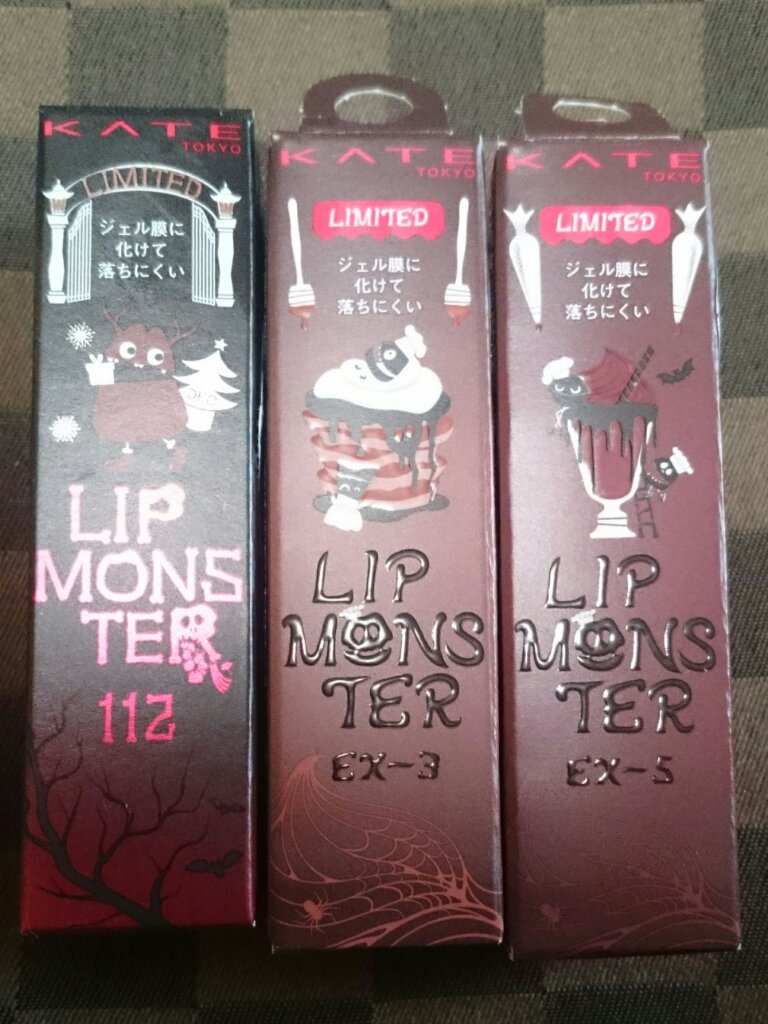 KATE
TOKYO
LIMITED
ジェル膜に
化けて
落ちにくい
DEC
LIP
MONS
TER
112
KATE
TOKYO
LIMITED
ジェル膜に
化けて
落ちにくい
LIP
MONS
TER
EX-3
KATE
TOKYO
LIMITED
ジェル膜に
化けて
落ちにくい
LIP
MONS
TER
EX-5